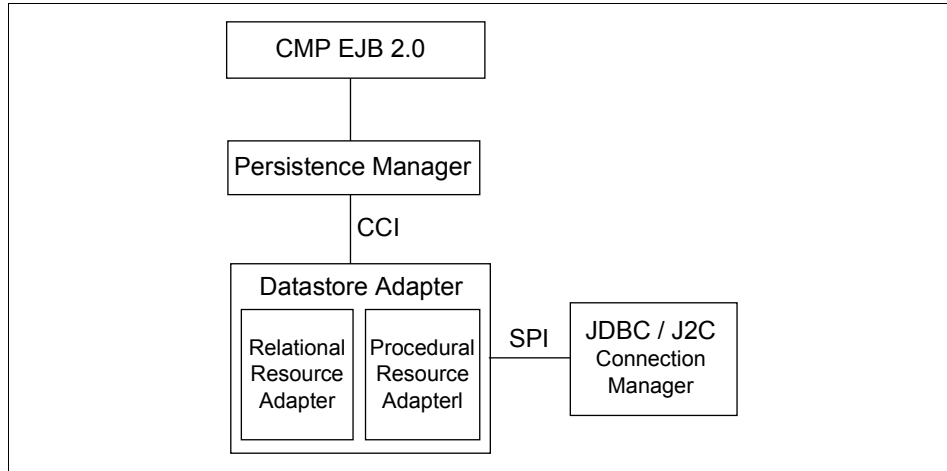 CMP EJB 2.0
Persistence Manager
CCI
Datastore Adapter
Relational
Resource
Adapter
Procedural
Resource
Adapterl
SPI
JDBC / J2C
Connection
Manager